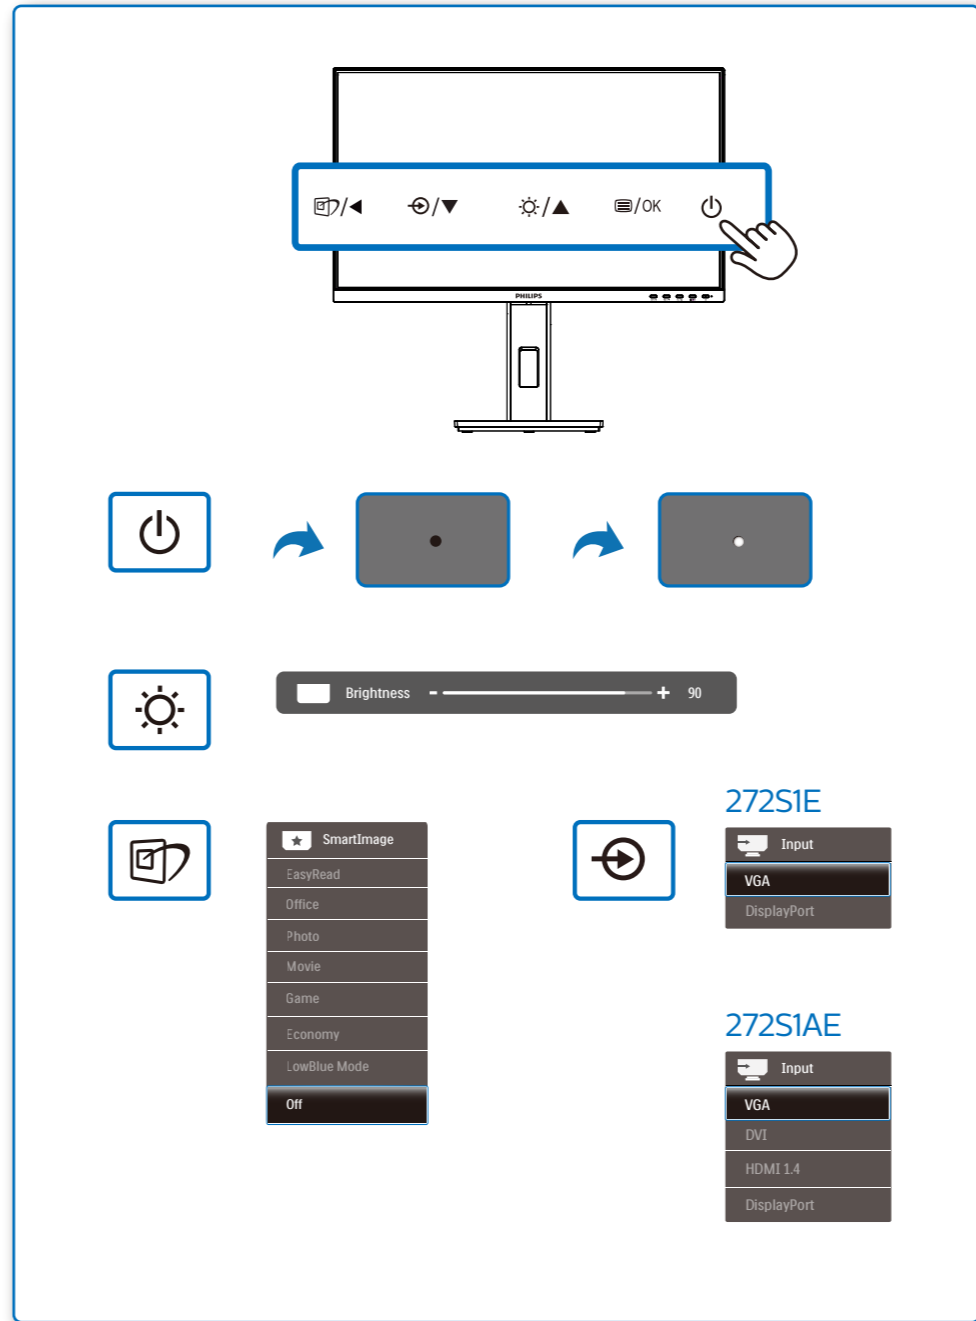 /◀ /▼ /▲ /OK
PHILIPS
Brightness - + 90
SmartImage
EasyRead
Office
Photo
Movie
Game
Economy
LowBlue Mode
Off
272S1E
Input
VGA
DisplayPort
272S1AE
Input
VGA
DVI
HDMI 1.4
DisplayPort